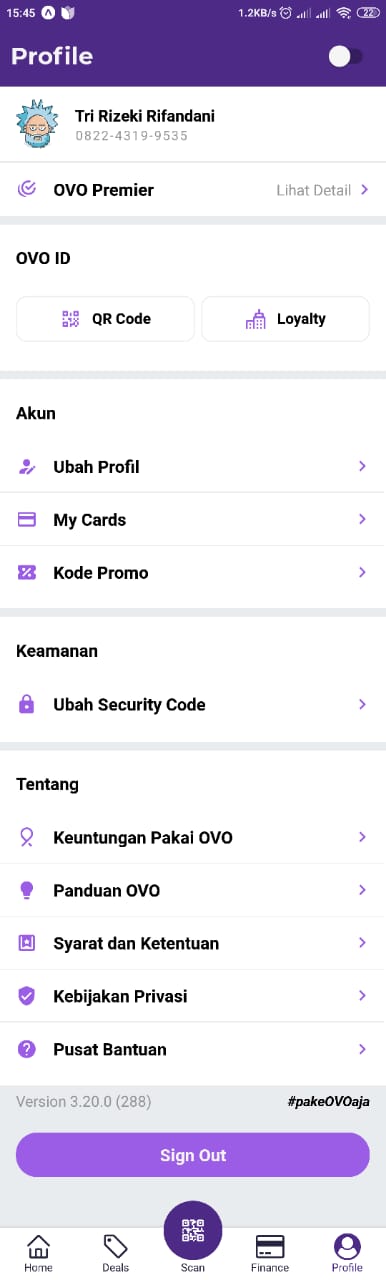 15:45 1.2KB/s 22
Profile
Tri Rizeki Rifandani
0822-4319-9535
OVO Premier Lihat Detail
OVO ID
QR Code Loyalty
Akun
Ubah Profil
My Cards
Kode Promo
Keamanan
Ubah Security Code
Tentang
Keuntungan Pakai OVO
Panduan OVO
Syarat dan Ketentuan
Kebijakan Privasi
Pusat Bantuan
Version 3.20.0 (288) #pakeOVOaja
Sign Out
Home Deals Scan Finance Profile